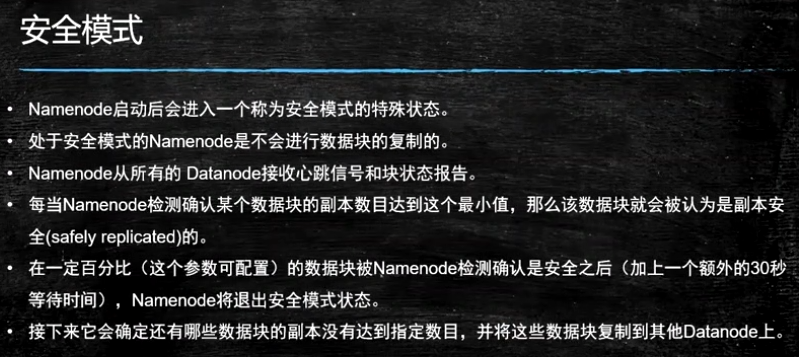 安全模式
• Namenode启动后会进入一个称为安全模式的特殊状态。
• 处于安全模式的Namenode是不会进行数据块的复制的。
• Namenode从所有的 Datanode接收心跳信号和块状态报告。
• 每当Namenode检测确认某个数据块的副本数目达到这个最小值，那么该数据块就会被认为是副本安
全(safely replicated)的。
• 在一定百分比（这个参数可配置）的数据块被Namenode检测确认是安全之后（加上一个额外的30秒
等待时间），Namenode将退出安全模式状态。
• 接下来它会确定还有哪些数据块的副本没有达到指定数目，并将这些数据块复制到其他Datanode上。